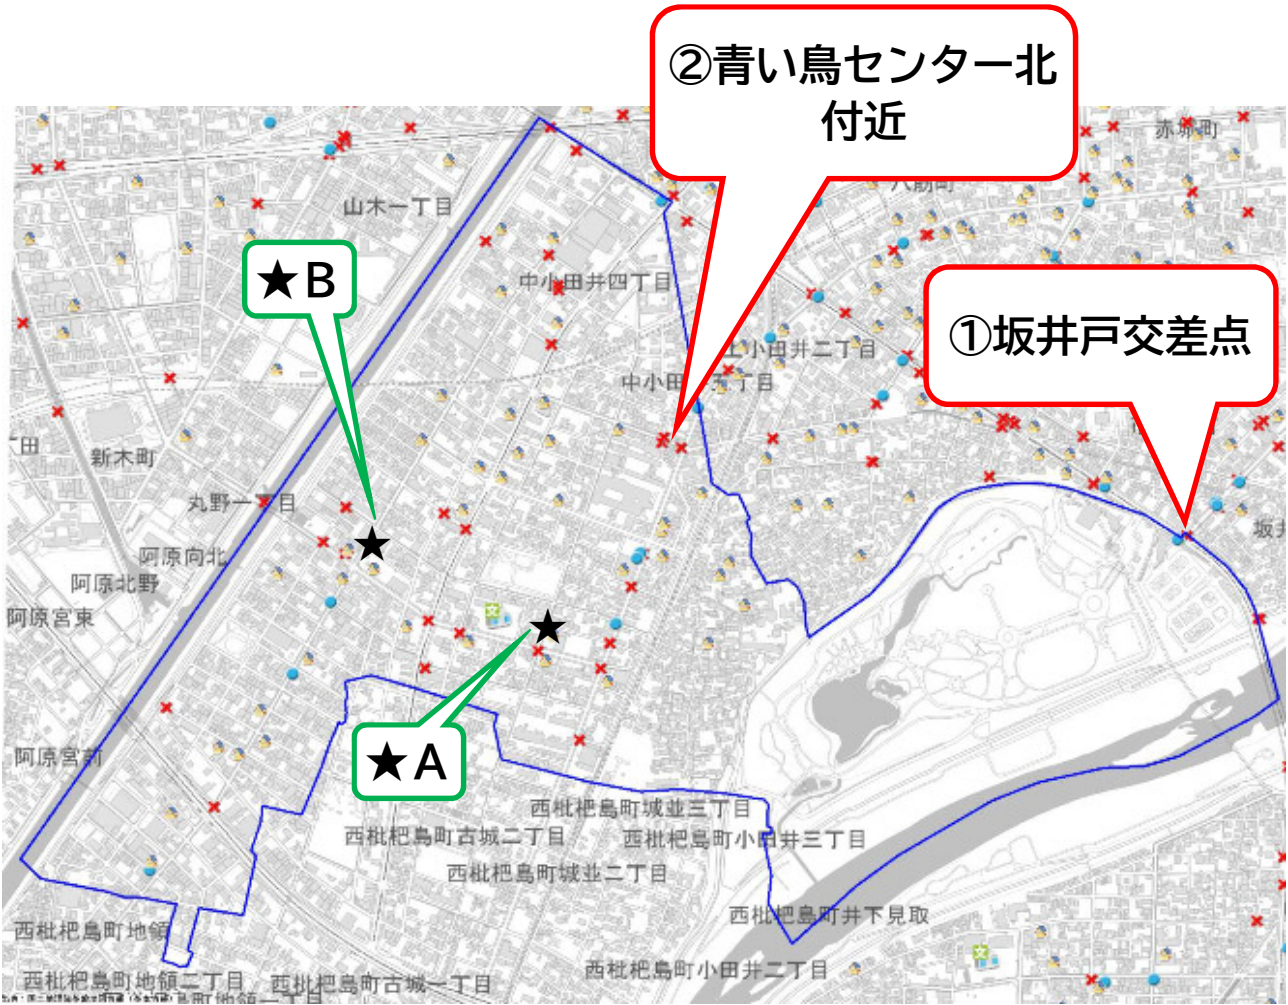 ②青い鳥センター北
付近
赤城町
八筋町
山木一丁目
★B
中小田井四丁目
①坂井戸交差点
上小田井二丁目
新木町
丸野一丁目
阿原向北
阿原北野
阿原宮東
文
★A
阿原宮前
西枇杷島町城並三丁目
西枇杷島町古城二丁目
西枇杷島町小田井三丁目
西枇杷島町城並二丁目
西枇杷島町井下見取
西枇杷島町地領
西枇杷島町小田井二丁目
西枇杷島町地領二丁目
西枇杷島町古城一丁目